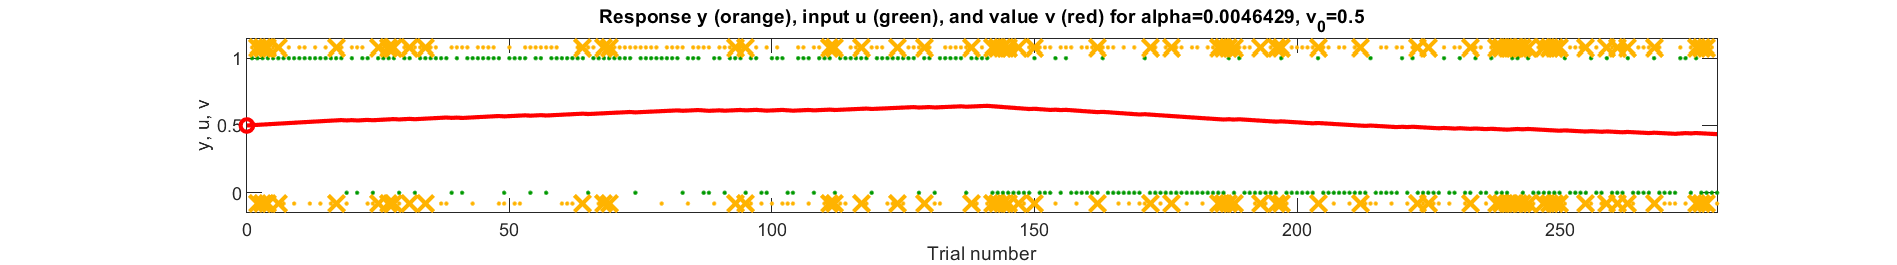 Response y (orange), input u (green), and value v (red) for alpha=0.0046429, v0=0.5
y, u, v
1
0.5
0
0 50 100 150 200 250
Trial number